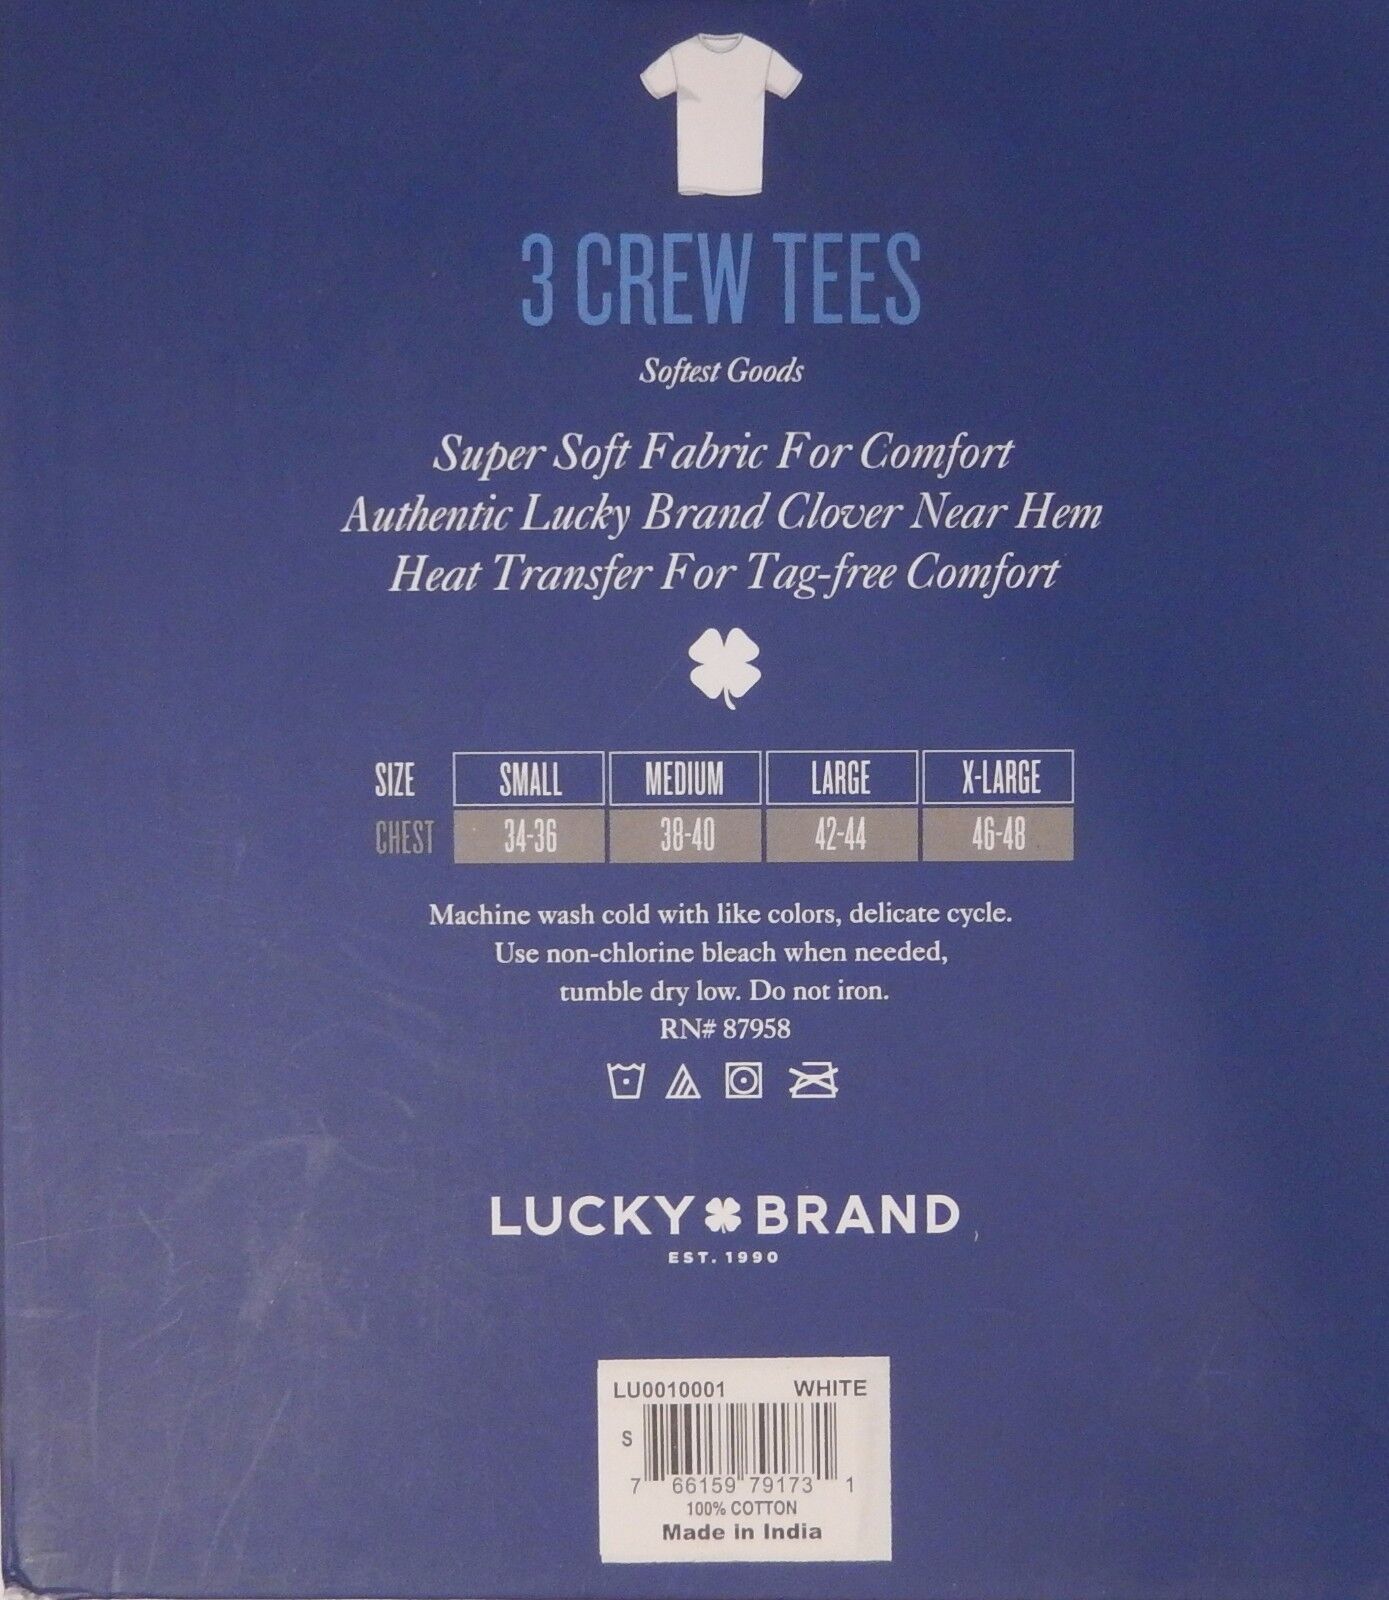 3 CREW TEES
Softest Goods
Super Soft Fabric For Comfort
Authentic Lucky Brand Clover Near Hem
Heat Transfer For Tag-free Comfort
SIZE SMALL MEDIUM LARGE X-LARGE
CHEST 34-36 38-40 42-44 46-48
Machine wash cold with like colors, delicate cycle.
Use non-chlorine bleach when needed,
tumble dry low. Do not iron.
RN# 87958
LUCKY BRAND
EST. 1990
LU0010001 WHITE
S
7 66159 79173 1
100% COTTON
Made in India